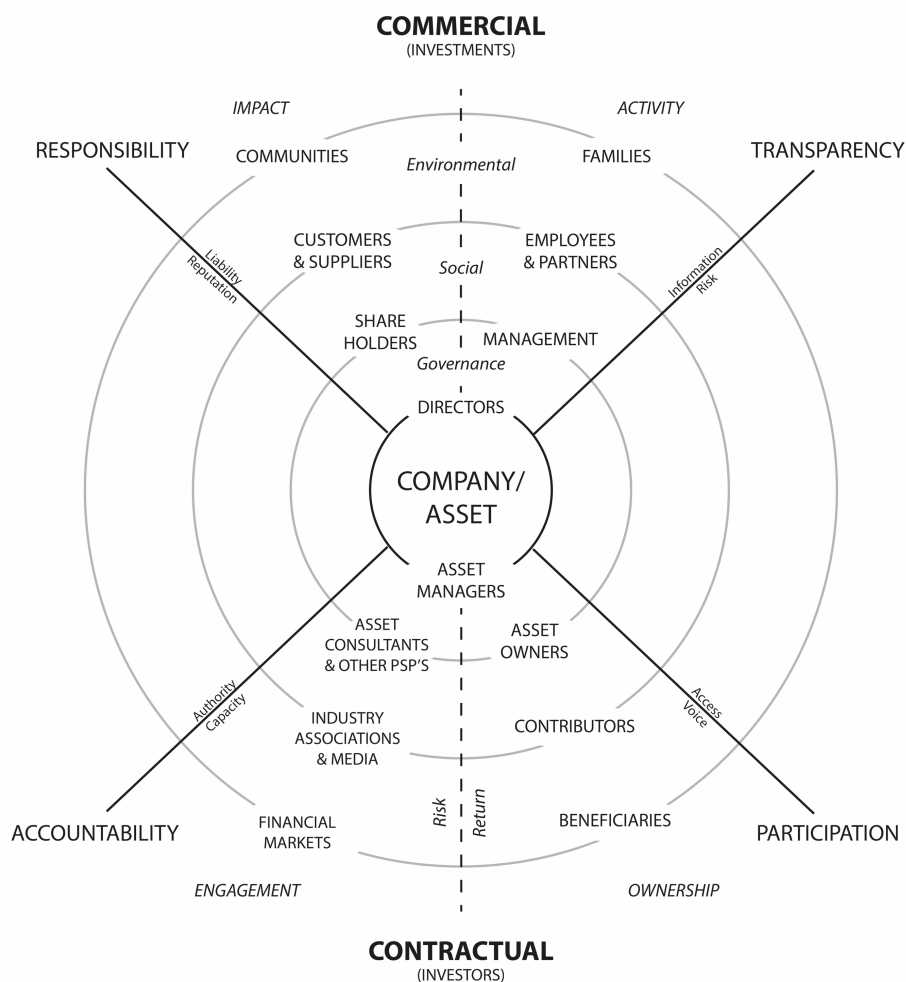 COMMERCIAL
(INVESTMENTS)
IMPACT
ACTIVITY
RESPONSIBILITY
TRANSPARENCY
COMMUNITIES
FAMILIES
Environmental
CUSTOMERS
& SUPPLIERS
EMPLOYEES
& PARTNERS
Liability
Reputation
Social
Information
Risk
SHARE
HOLDERS
MANAGEMENT
Governance
DIRECTORS
COMPANY/
ASSET
ASSET
MANAGERS
ASSET
CONSULTANTS
& OTHER PSP'S
ASSET
OWNERS
Authority
Capacity
Access
Voice
INDUSTRY
ASSOCIATIONS
& MEDIA
CONTRIBUTORS
Risk
Return
FINANCIAL
MARKETS
BENEFICIARIES
ACCOUNTABILITY
PARTICIPATION
ENGAGEMENT
OWNERSHIP
CONTRACTUAL
(INVESTORS)